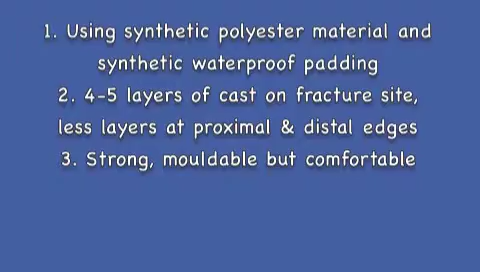 1. Using synthetic polyester material and
synthetic waterproof padding
2. 4-5 layers of cast on fracture site,
less layers at proximal & distal edges
3. Strong, mouldable but comfortable